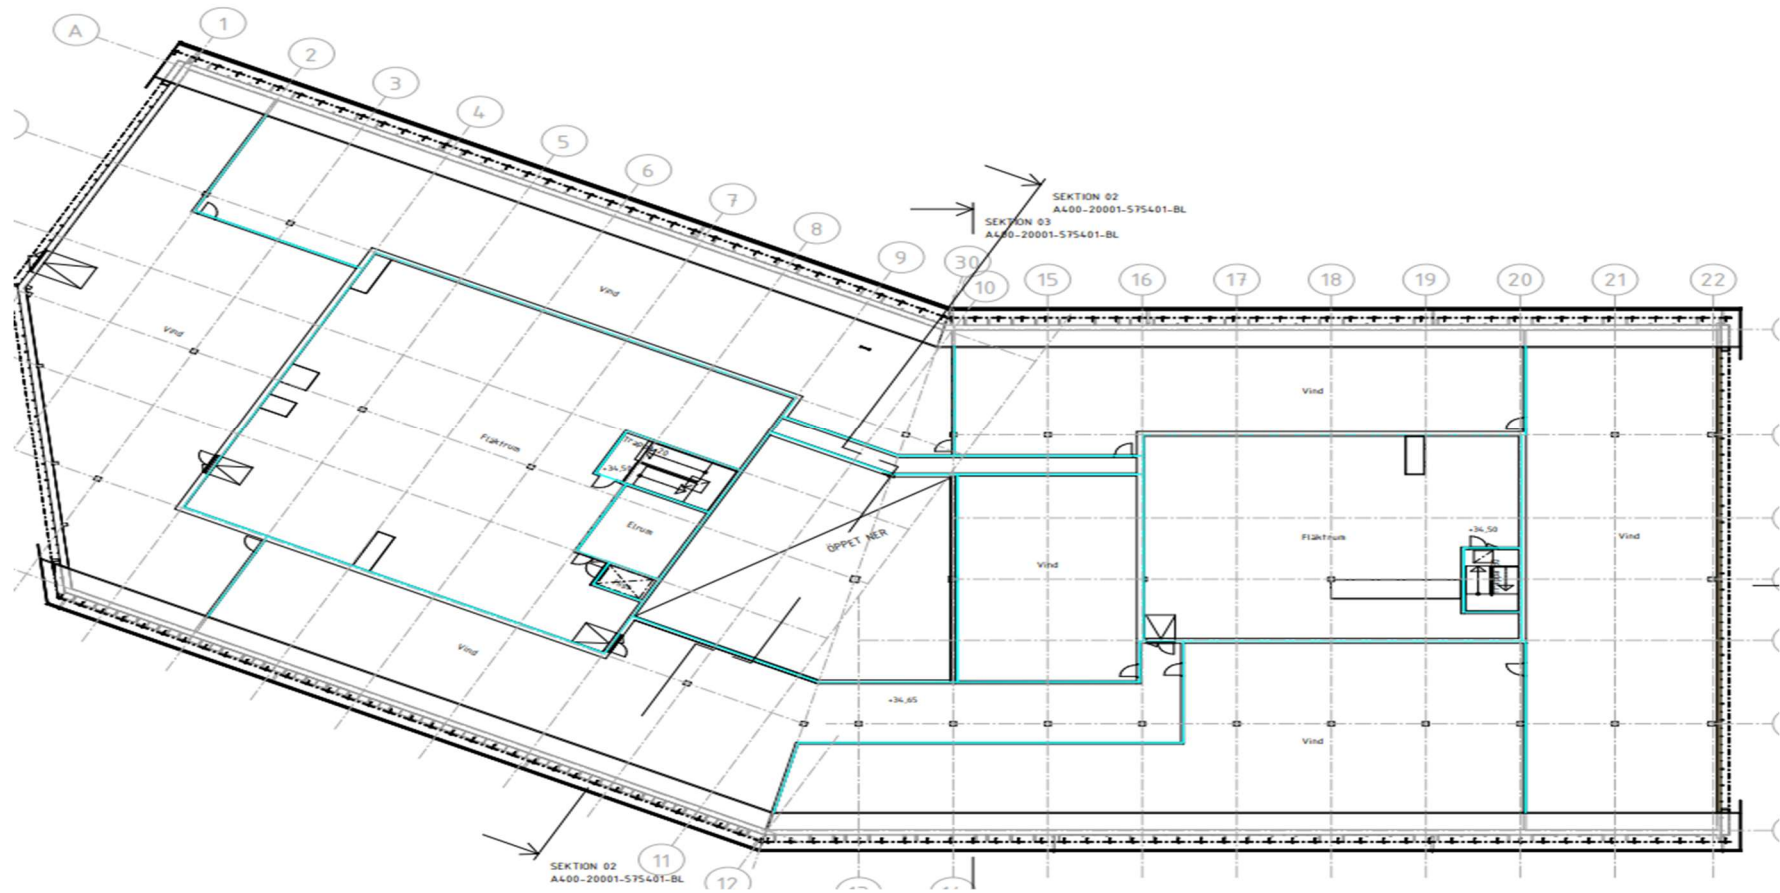 A
1
2
3
4
5
6
7
8
9
30
10
15
16
17
18
19
20
21
22
SEKTION 02
A400-20001-575401-BL
SEKTION 03
A400-20001-575401-BL
Vind
Vind
Vind
Fläktrum
+34,50
Elrum
ÖPPET NER
Vind
Fläktrum
+34,50
Vind
Vind
+34,65
Vind
SEKTION 02
A400-20001-575401-BL
11
12